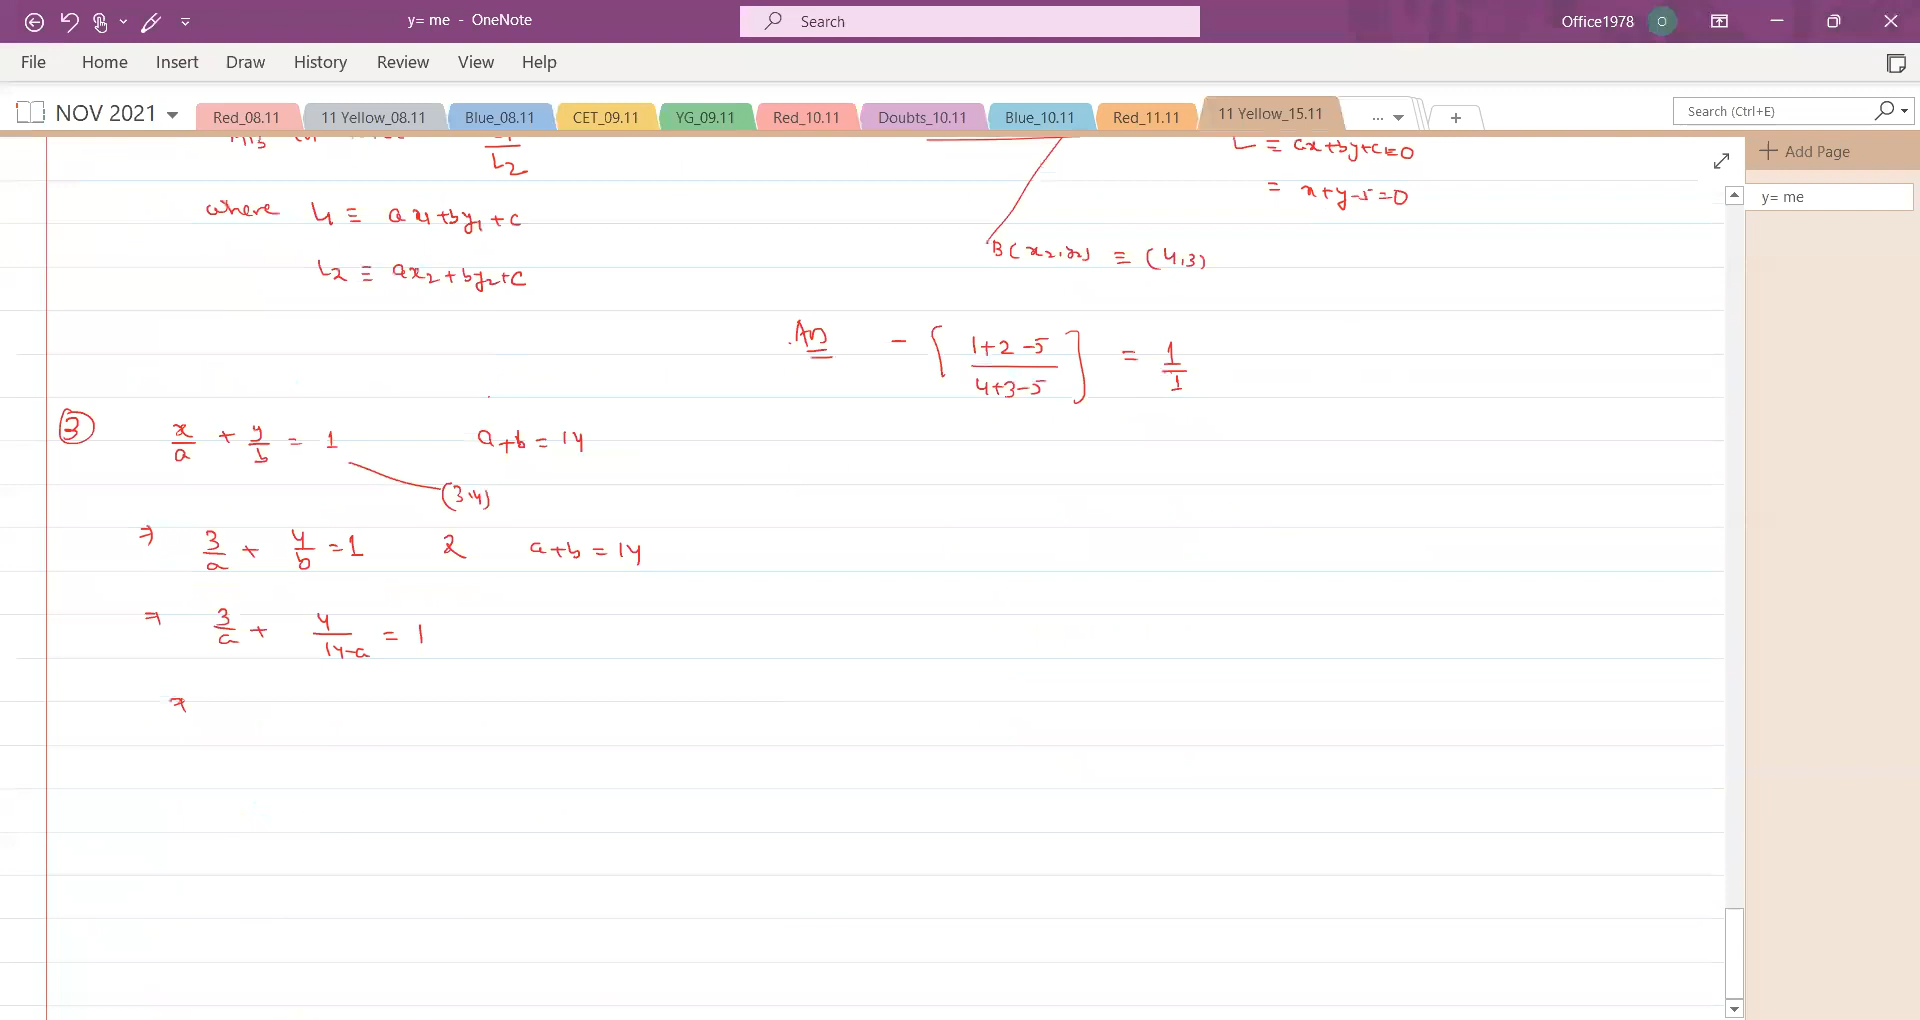 y= me - OneNote
Search
Office1978
O
File Home Insert Draw History Review View Help
NOV 2021
Red_08.11
11 Yellow_08.11
Blue_08.11
CET_09.11
YG_09.11
Red_10.11
Doubts_10.11
Blue_10.11
Red_11.11
11 Yellow_15.11
...
+
Search (Ctrl+E)
Add Page
y= me
L2
where L1 ≡ ax1+by1+c
L2 ≡ ax2+by2+c
L ≡ ax+by+c=0
= x+y-5=0
B(x2,y2) ≡ (4,3)
Ans - [ (1+2-5)/(4+3-5) ] = 1/1
3
x/a + y/b = 1 a+b = 14
(3,4)
⇒ 3/a + 4/b = 1 & a+b = 14
⇒ 3/a + 4/(14-a) = 1
⇒